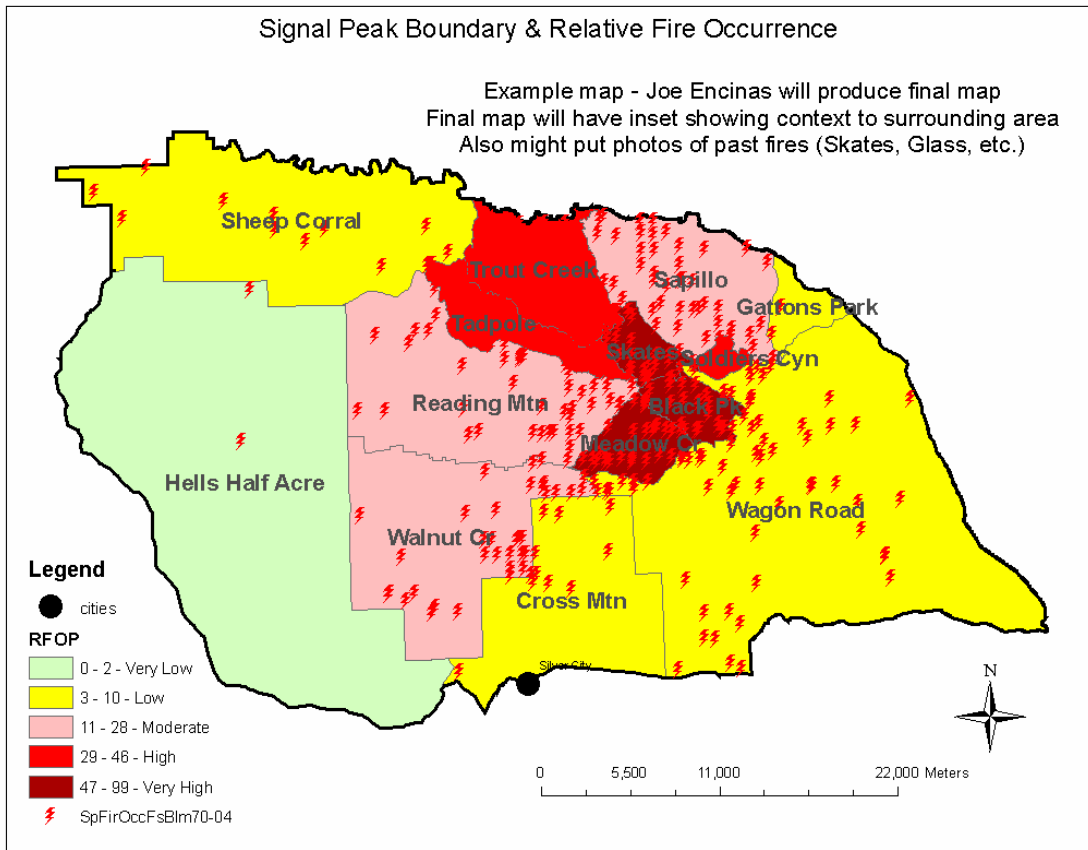 Signal Peak Boundary & Relative Fire Occurrence
Example map - Joe Encinas will produce final map
Final map will have inset showing context to surrounding area
Also might put photos of past fires (Skates, Glass, etc.)
Sheep Corral
Trout Creek
Sapillo
Gattons Park
Tadpole
Skates
Soldiers Cyn
Reading Mtn
Black Pk
Meadow Cr
Hells Half Acre
Wagon Road
Walnut Cr
Cross Mtn
Silver City
Legend
cities
RFOP
0 - 2 - Very Low
3 - 10 - Low
11 - 28 - Moderate
29 - 46 - High
47 - 99 - Very High
SpFirOccFsBlm70-04
N
0 5,500 11,000 22,000 Meters